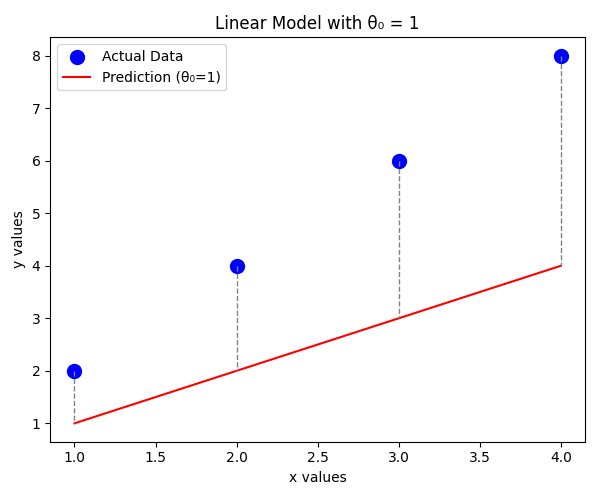 Linear Model with θ₀ = 1
Actual Data
Prediction (θ₀=1)
y values
8
7
6
5
4
3
2
1
1.0 1.5 2.0 2.5 3.0 3.5 4.0
x values